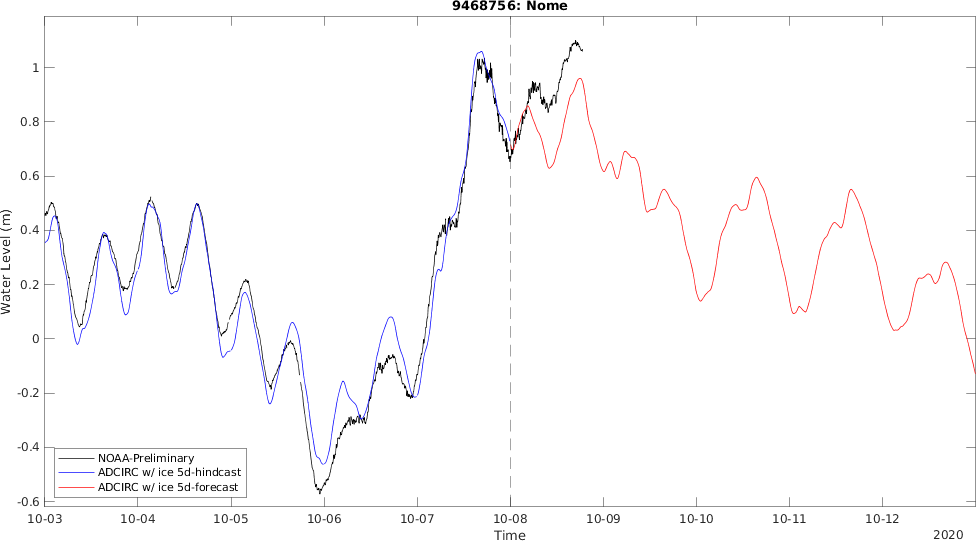 9468756: Nome
Water Level (m)
1
0.8
0.6
0.4
0.2
0
-0.2
-0.4
-0.6
NOAA-Preliminary
ADCIRC w/ ice 5d-hindcast
ADCIRC w/ ice 5d-forecast
10-03 10-04 10-05 10-06 10-07 10-08 10-09 10-10 10-11 10-12
Time
2020